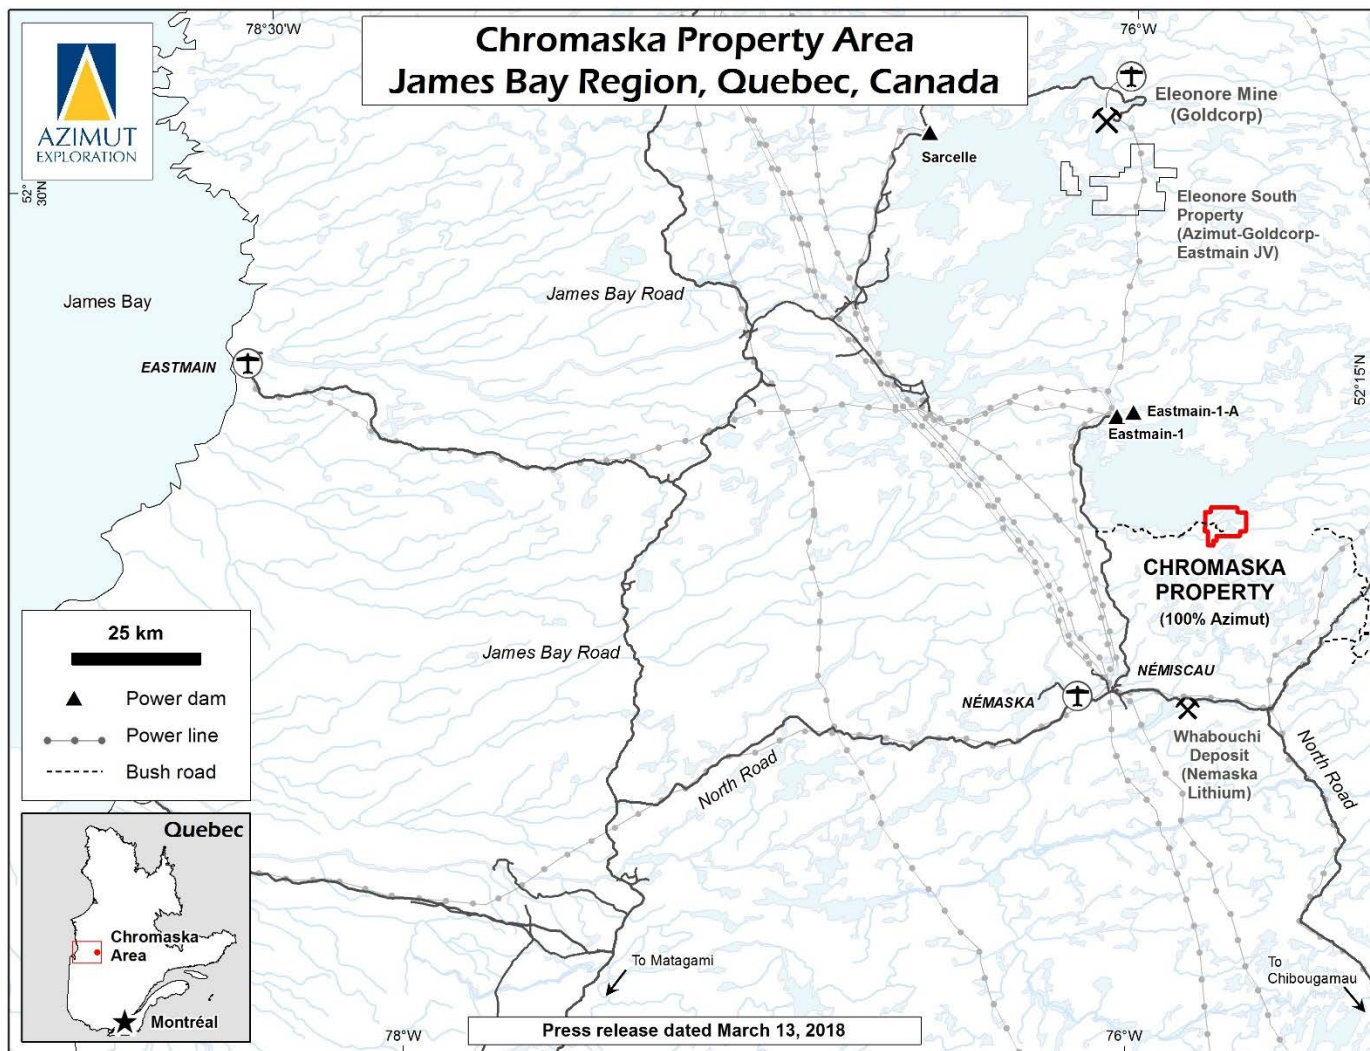 78°30'W
Chromaska Property Area
James Bay Region, Quebec, Canada
76°W
AZIMUT
EXPLORATION
Eleonore Mine
(Goldcorp)
Sarcelle
52°
30'N
Eleonore South
Property
(Azimut-Goldcorp-
Eastmain JV)
James Bay
James Bay Road
EASTMAIN
52°15'N
Eastmain-1-A
Eastmain-1
CHROMASKA
PROPERTY
(100% Azimut)
25 km
Power dam
Power line
Bush road
James Bay Road
NÉMASKA
NÉMISCAU
Whabouchi
Deposit
(Nemaska
Lithium)
North Road
North Road
Quebec
Chromaska
Area
Montréal
To Matagami
To
Chibougamau
78°W
Press release dated March 13, 2018
76°W